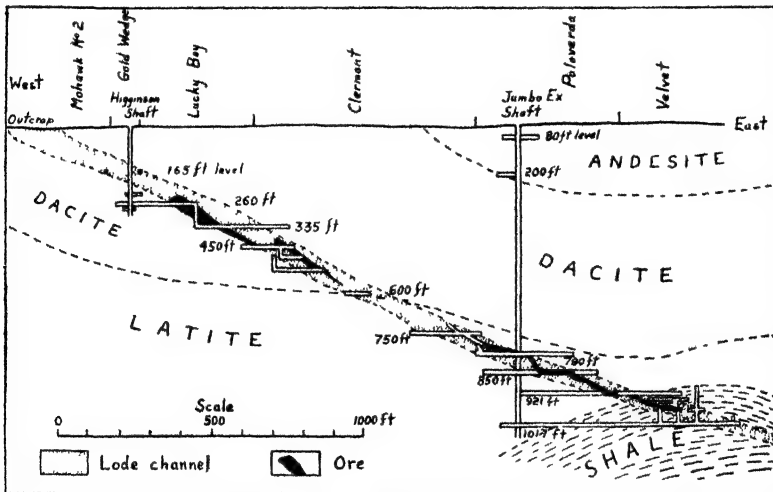 Mohawk No 2
Gold Wedge
Lucky Boy
Clermont
Paloverda
Velvet
West
Higginson
Shaft
Jumbo Ex
Shaft
Outcrop
East
80ft level
165 ft level
200ft
ANDESITE
260 ft
335 ft
DACITE
450ft
DACITE
600 ft
LATITE
750ft
780ft
850ft
921 ft
1017 ft
SHALE
Scale
0 500 1000 ft
Lode channel
Ore